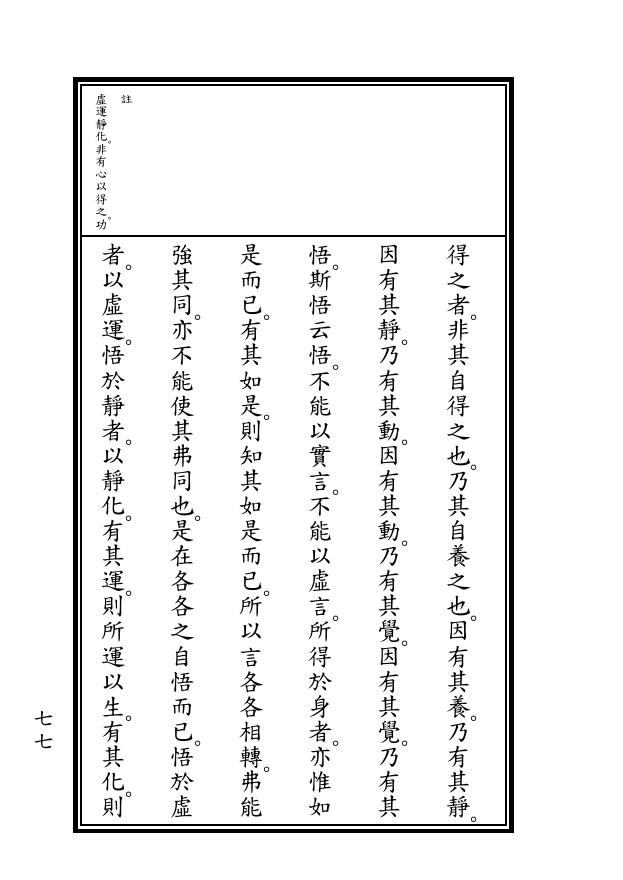 註
虛運靜化。非有心以得之。功
得之者。非其自得之也。乃其自養之也。因有其養。乃有其靜。
因有其靜。乃有其動。因有其動。乃有其覺。因有其覺。乃有其
悟。斯悟云悟。不能以實言。不能以虛言。所得於身者。亦惟如
是而已。有其如是。則知其如是而已。所以言各各相轉。弗能
強其同。亦不能使其弗同也。是在各各之自悟而已。悟於虛
者。以虛運。悟於靜者。以靜化。有其運。則所運以生。有其化。則
七七